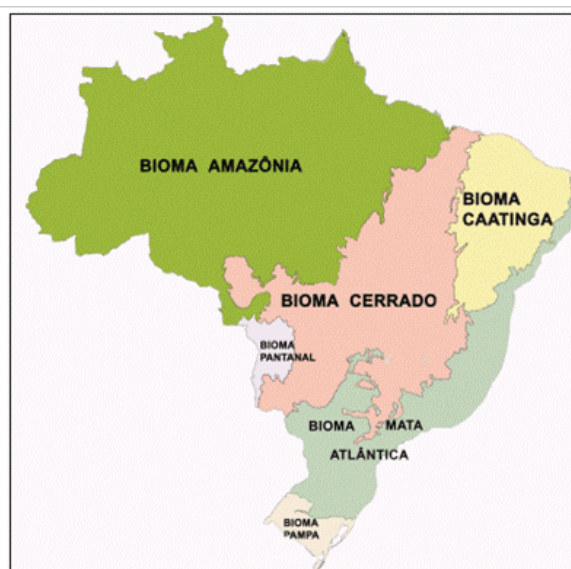 BIOMA AMAZÔNIA
BIOMA
CAATINGA
BIOMA CERRADO
BIOMA
PANTANAL
BIOMA MATA
ATLÂNTICA
BIOMA
PAMPA